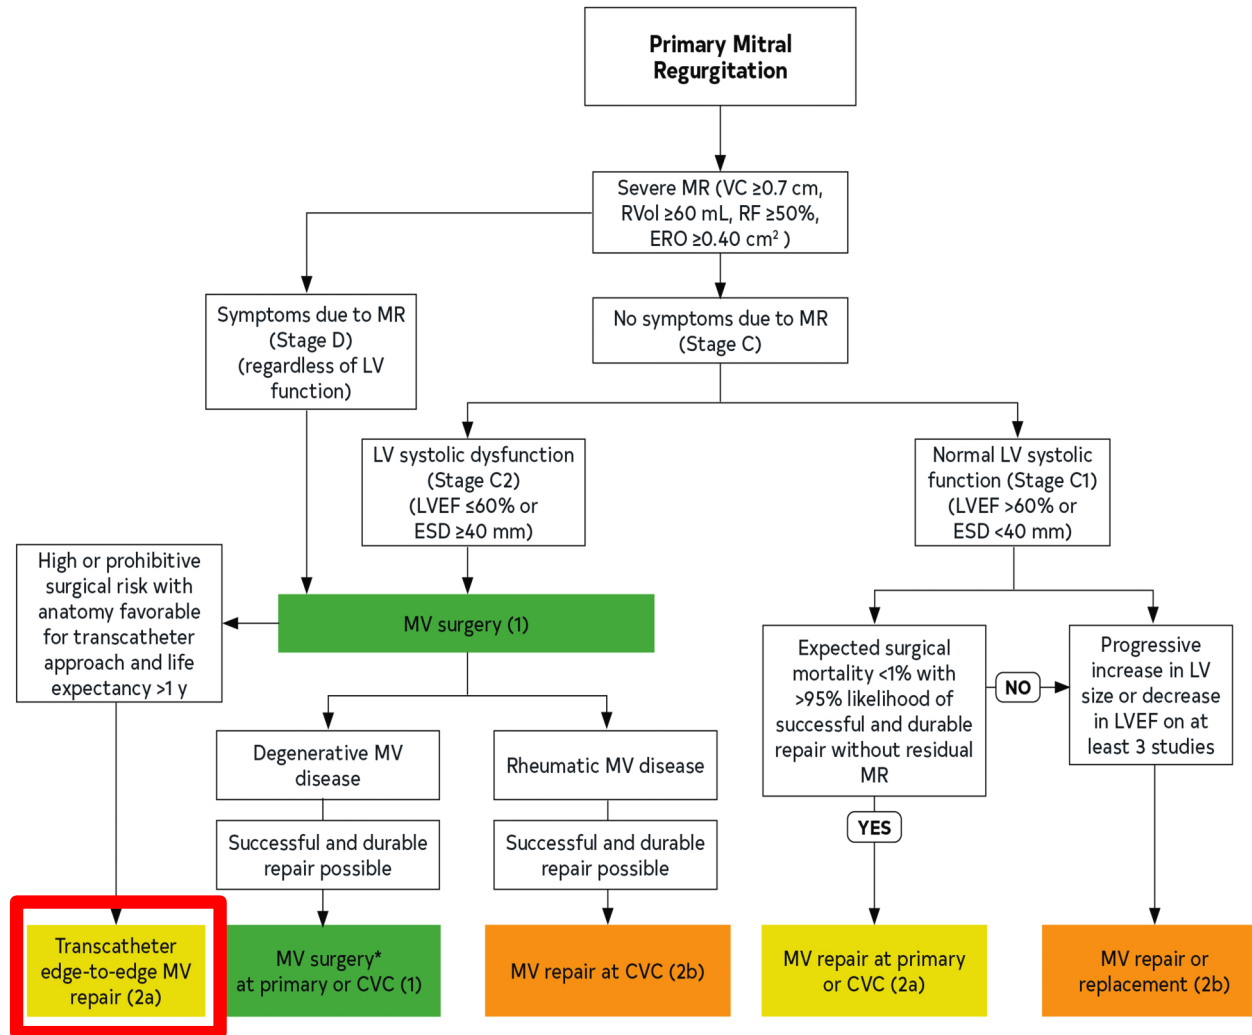 Primary Mitral
Regurgitation
Severe MR (VC ≥0.7 cm,
RVol ≥60 mL, RF ≥50%,
ERO ≥0.40 cm²)
Symptoms due to MR
(Stage D)
(regardless of LV
function)
No symptoms due to MR
(Stage C)
LV systolic dysfunction
(Stage C2)
(LVEF ≤60% or
ESD ≥40 mm)
Normal LV systolic
function (Stage C1)
(LVEF >60% or
ESD <40 mm)
High or prohibitive
surgical risk with
anatomy favorable
for transcatheter
approach and life
expectancy >1 y
MV surgery (1)
Expected surgical
mortality <1% with
>95% likelihood of
successful and durable
repair without residual
MR
NO
Progressive
increase in LV
size or decrease
in LVEF on at
least 3 studies
Degenerative MV
disease
Rheumatic MV disease
YES
Successful and durable
repair possible
Successful and durable
repair possible
Transcatheter
edge-to-edge MV
repair (2a)
MV surgery*
at primary or CVC (1)
MV repair at CVC (2b)
MV repair at primary
or CVC (2a)
MV repair or
replacement (2b)